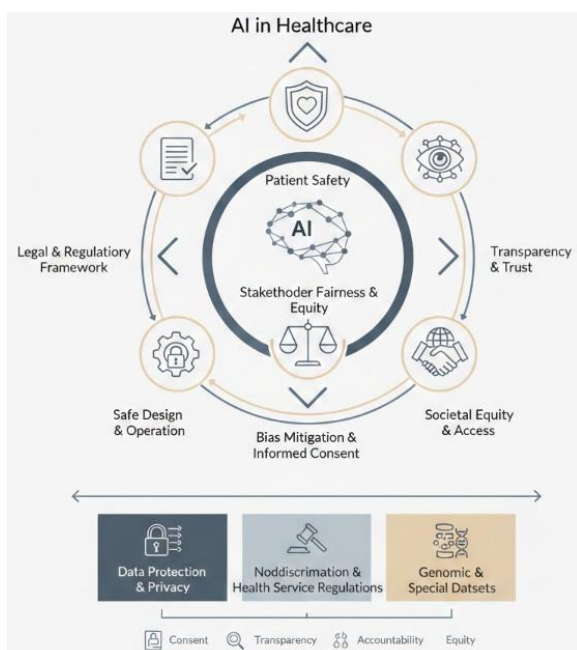 AI in Healthcare
Patient Safety
AI
Legal & Regulatiory
Framework
Transparency
& Trust
Stakethoder Fairness &
Equity
Safe Design
& Operation
Bias Mitigation &
Informed Consent
Societal Equity
& Access
Data Protection
& Privacy
Noddiscrimation &
Health Service Regulations
Genomic &
Special Datsets
Consent
Transparency
Accountability
Equity